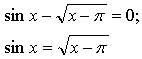 sin x − √(x − π) = 0;
sin x = √(x − π)